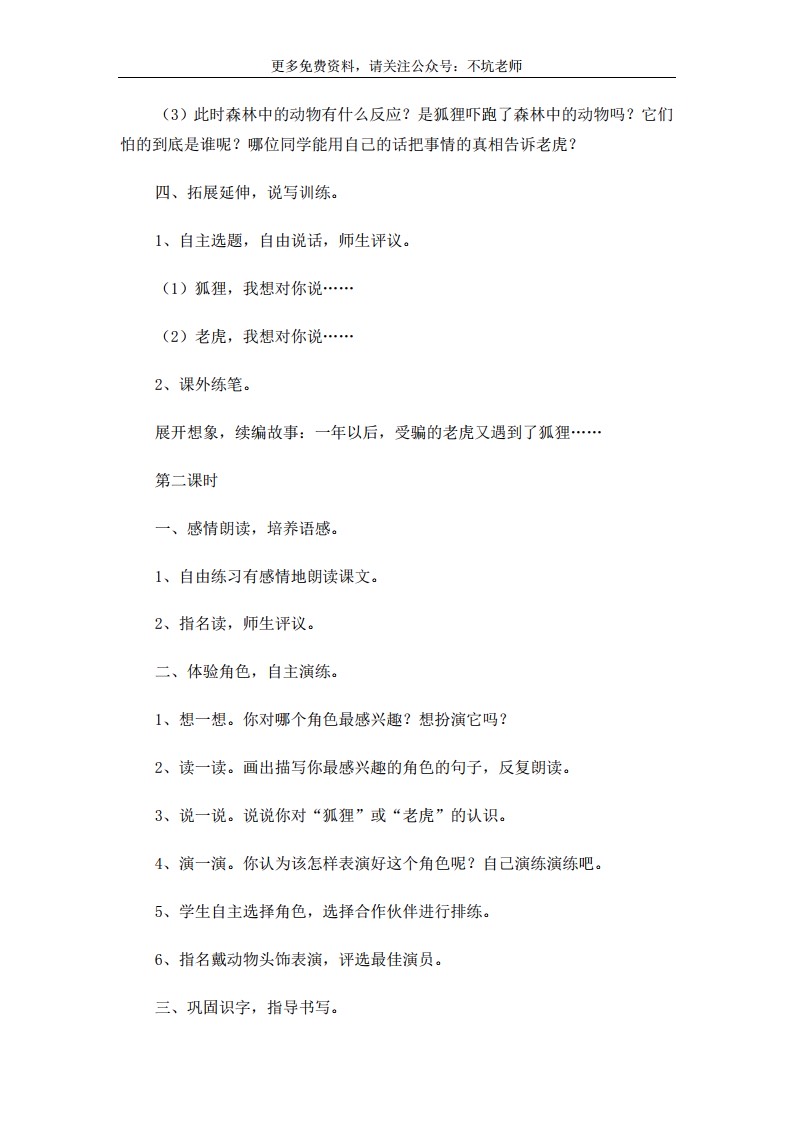 更多免费资料，请关注公众号：不坑老师
（3）此时森林中的动物有什么反应？是狐狸吓跑了森林中的动物吗？它们
怕的到底是谁呢？哪位同学能用自己的话把事情的真相告诉老虎？
四、拓展延伸，说写训练。
1、自主选题，自由说话，师生评议。
（1）狐狸，我想对你说……
（2）老虎，我想对你说……
2、课外练笔。
展开想象，续编故事：一年以后，受骗的老虎又遇到了狐狸……
第二课时
一、感情朗读，培养语感。
1、自由练习有感情地朗读课文。
2、指名读，师生评议。
二、体验角色，自主演练。
1、想一想。你对哪个角色最感兴趣？想扮演它吗？
2、读一读。画出描写你最感兴趣的角色的句子，反复朗读。
3、说一说。说说你对“狐狸”或“老虎”的认识。
4、演一演。你认为该怎样表演好这个角色呢？自己演练演练吧。
5、学生自主选择角色，选择合作伙伴进行排练。
6、指名戴动物头饰表演，评选最佳演员。
三、巩固识字，指导书写。